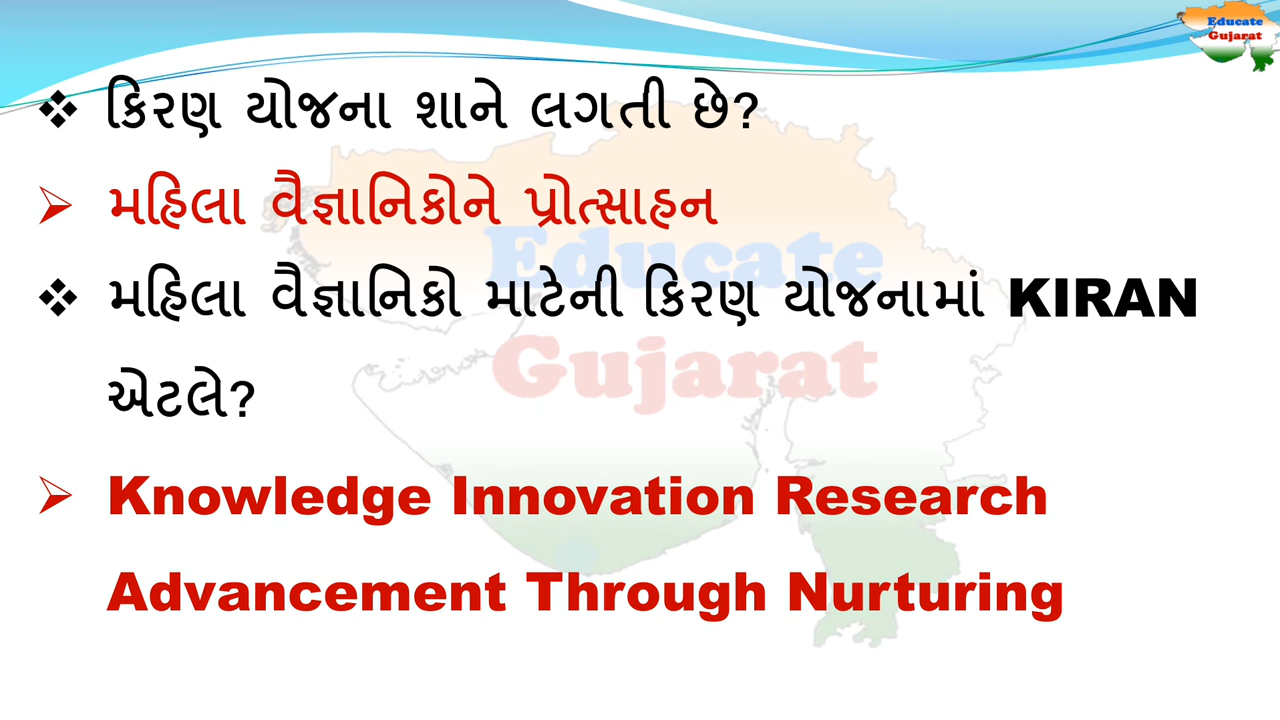 Educate
Gujarat
❖ કિરણ યોજના શાને લગતી છે?
➢ મહિલા વૈજ્ઞાનિકોને પ્રોત્સાહન
❖ મહિલા વૈજ્ઞાનિકો માટેની કિરણ યોજનામાં KIRAN
એટલે?
➢ Knowledge Innovation Research
Advancement Through Nurturing
Educate
Gujarat